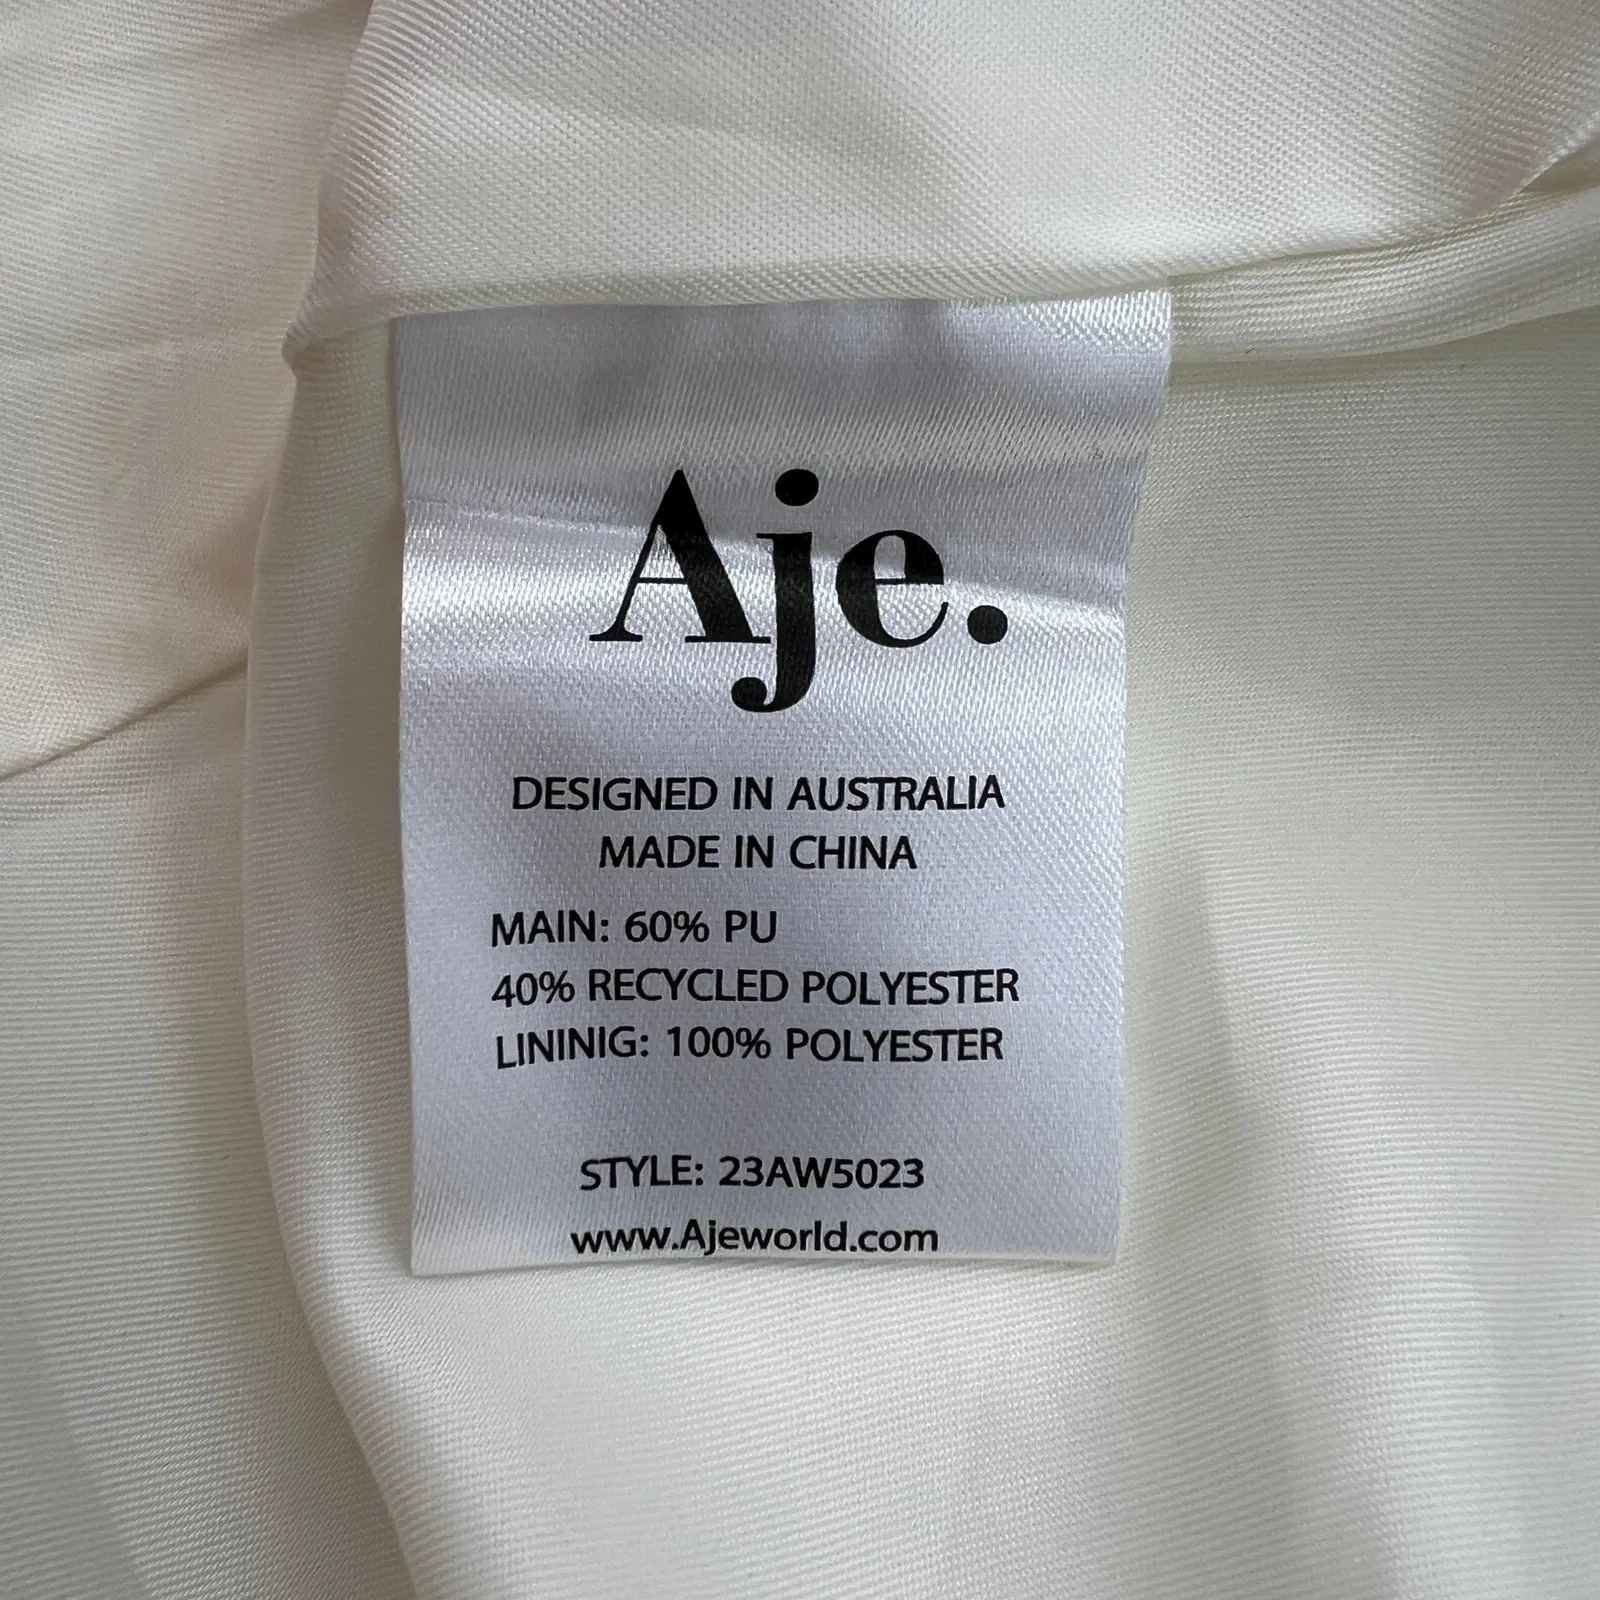 Aje.
DESIGNED IN AUSTRALIA
MADE IN CHINA
MAIN: 60% PU
40% RECYCLED POLYESTER
LININIG: 100% POLYESTER
STYLE: 23AW5023
www.Ajeworld.com